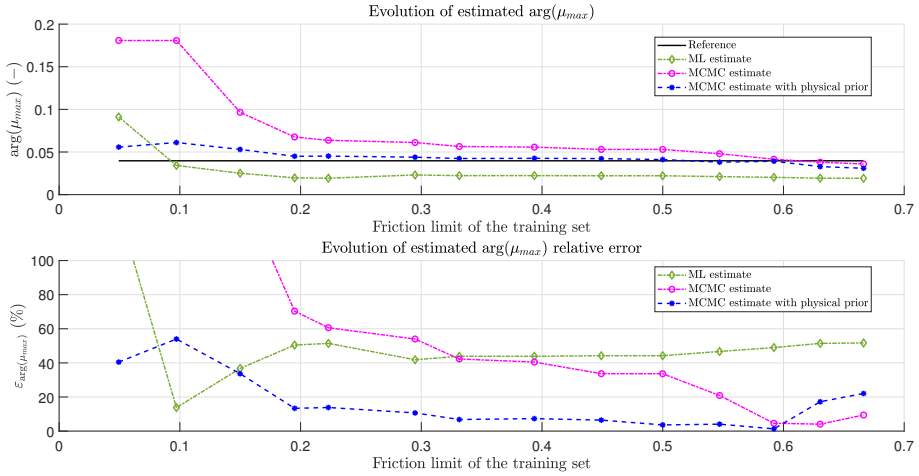 Evolution of estimated arg(μmax)
0.2
0.15
0.1
0.05
0
arg(μmax) (−)
Reference
ML estimate
MCMC estimate
MCMC estimate with physical prior
0 0.1 0.2 0.3 0.4 0.5 0.6 0.7
Friction limit of the training set
Evolution of estimated arg(μmax) relative error
100
80
60
40
20
0
εarg(μmax) (%)
ML estimate
MCMC estimate
MCMC estimate with physical prior
0 0.1 0.2 0.3 0.4 0.5 0.6 0.7
Friction limit of the training set